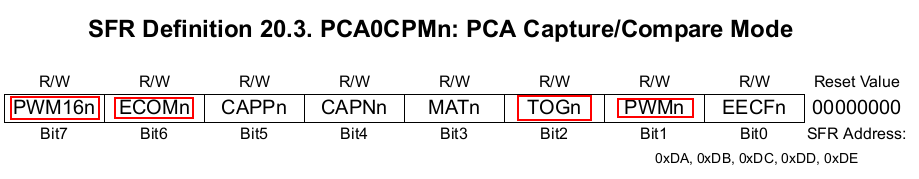 SFR Definition 20.3. PCA0CPMn: PCA Capture/Compare Mode
R/W R/W R/W R/W R/W R/W R/W R/W Reset Value
PWM16n ECOMn CAPPn CAPNn MATn TOGn PWMn EECFn 00000000
Bit7 Bit6 Bit5 Bit4 Bit3 Bit2 Bit1 Bit0 SFR Address:
0xDA, 0xDB, 0xDC, 0xDD, 0xDE